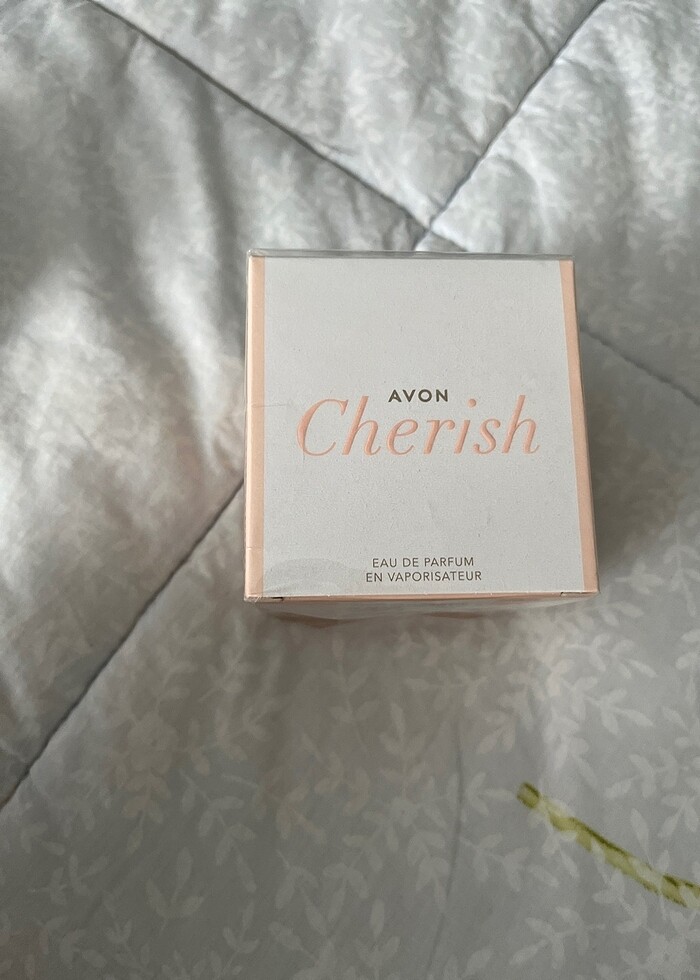 AVON
Cherish
EAU DE PARFUM
EN VAPORISATEUR